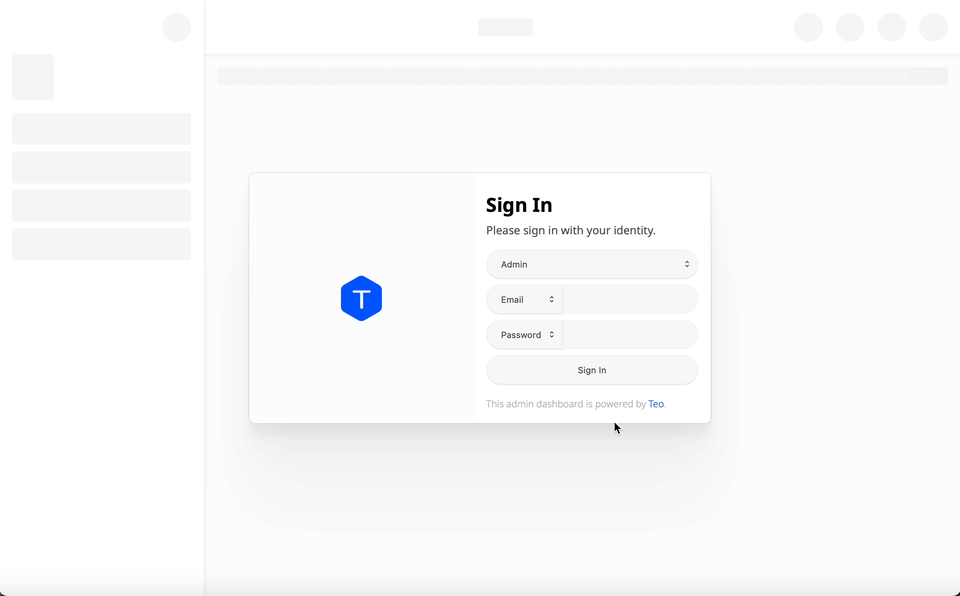 T
Sign In
Please sign in with your identity.
Admin
Email
Password
Sign In
This admin dashboard is powered by Teo.